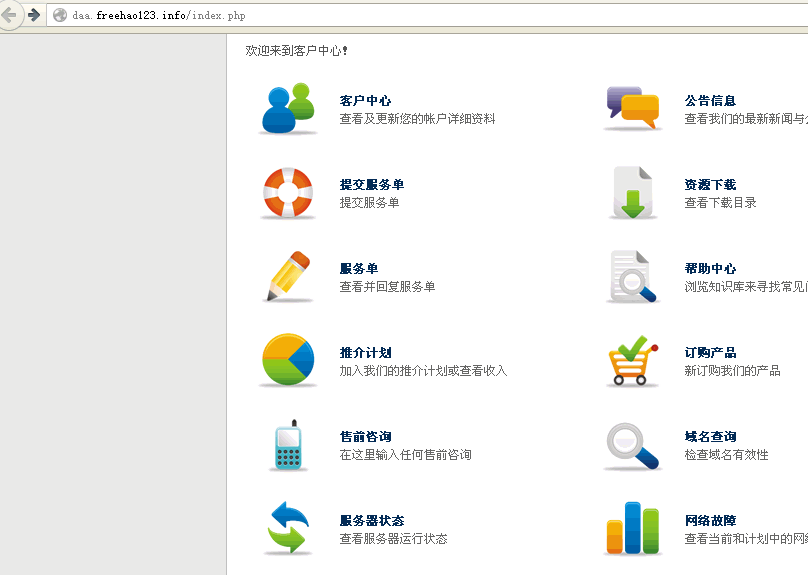 daa.freehao123.info/index.php
欢迎来到客户中心!
客户中心
查看及更新您的帐户详细资料
公告信息
查看我们的最新新闻与
提交服务单
提交服务单
资源下载
查看下载目录
服务单
查看并回复服务单
帮助中心
浏览知识库来寻找常见
推介计划
加入我们的推介计划或查看收入
订购产品
新订购我们的产品
售前咨询
在这里输入任何售前咨询
域名查询
检查域名有效性
服务器状态
查看服务器运行状态
网络故障
查看当前和计划中的网